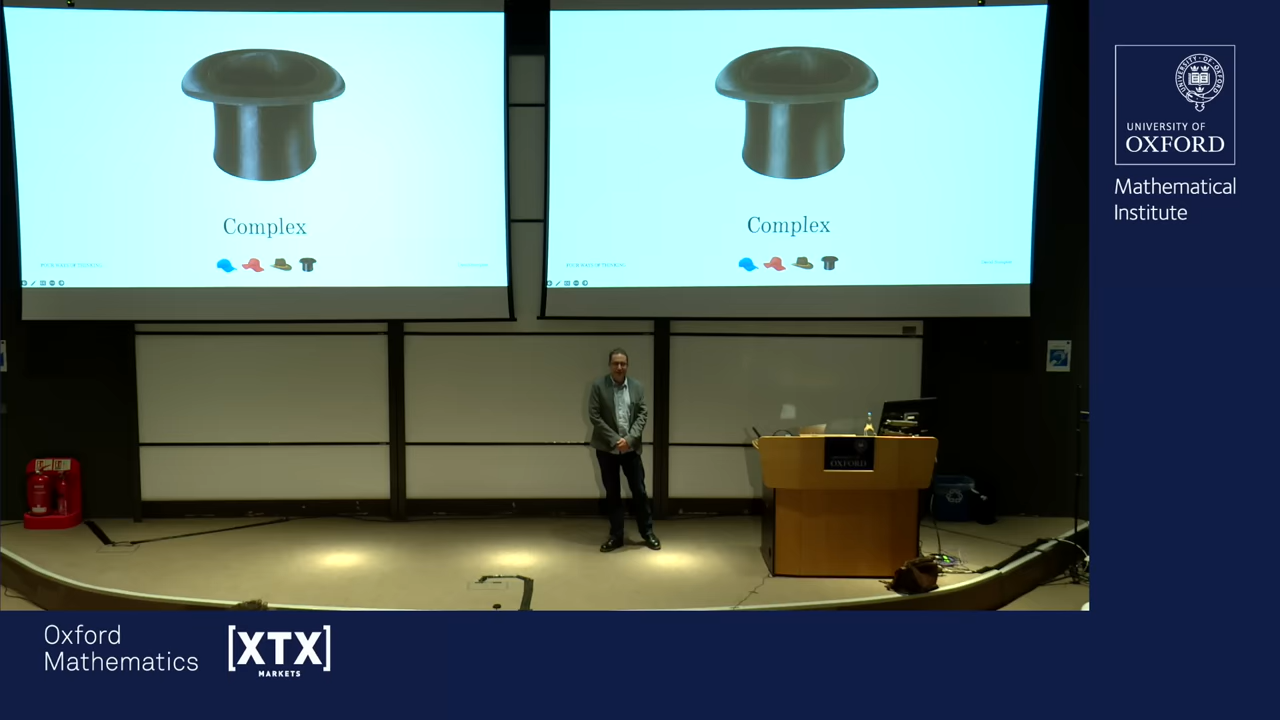 Complex
Complex
UNIVERSITY OF
OXFORD
Mathematical
Institute
OXFORD
Oxford
Mathematics
[XTX]
MARKETS